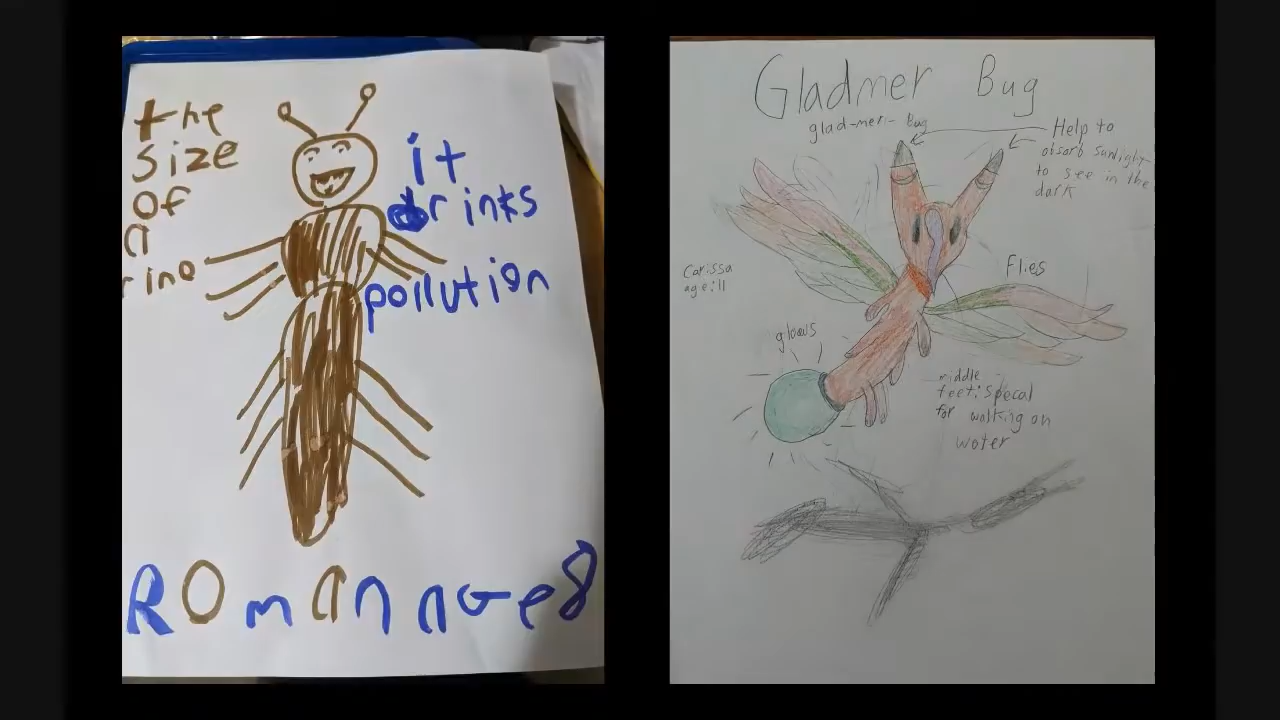 the
size
of
a
rino
it
drinks
pollution
Roman age 8
Gladmer Bug
glad-mer- Bug
Help to
absorb sunlight
to see in the
dark
Carissa
age:11
Flies
glows
middle
feet: Specal
for walking on
water